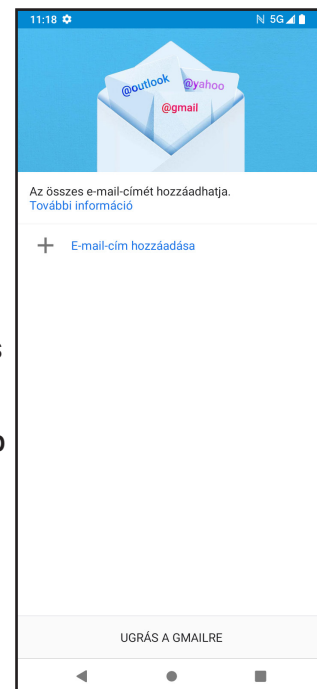 11:18 5G
@outlook @yahoo
@gmail
Az összes e-mail-címét hozzáadhatja.
További információ
E-mail-cím hozzáadása
UGRÁS A GMAILRE